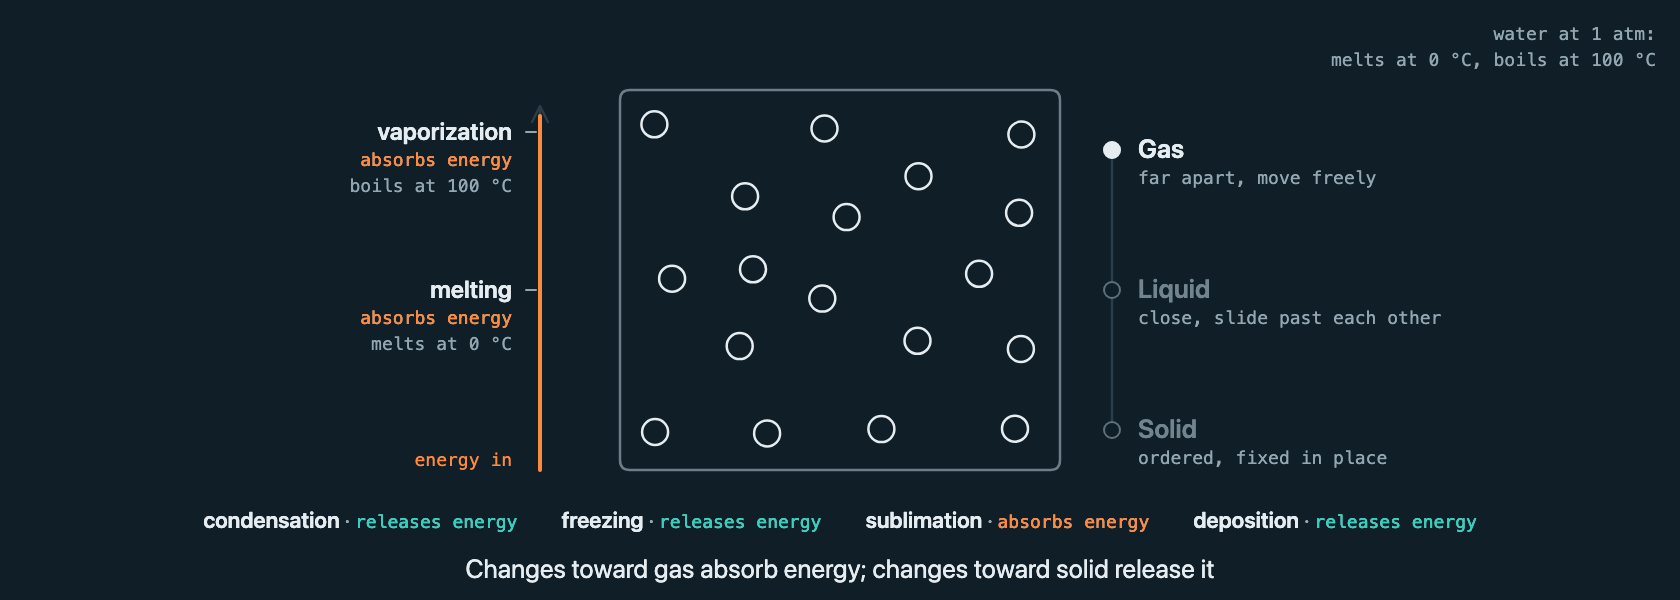 water at 1 atm:
melts at 0 °C, boils at 100 °C
vaporization
absorbs energy
boils at 100 °C
melting
absorbs energy
melts at 0 °C
energy in
Gas
far apart, move freely
Liquid
close, slide past each other
Solid
ordered, fixed in place
condensation · releases energy
freezing · releases energy
sublimation · absorbs energy
deposition · releases energy
Changes toward gas absorb energy; changes toward solid release it